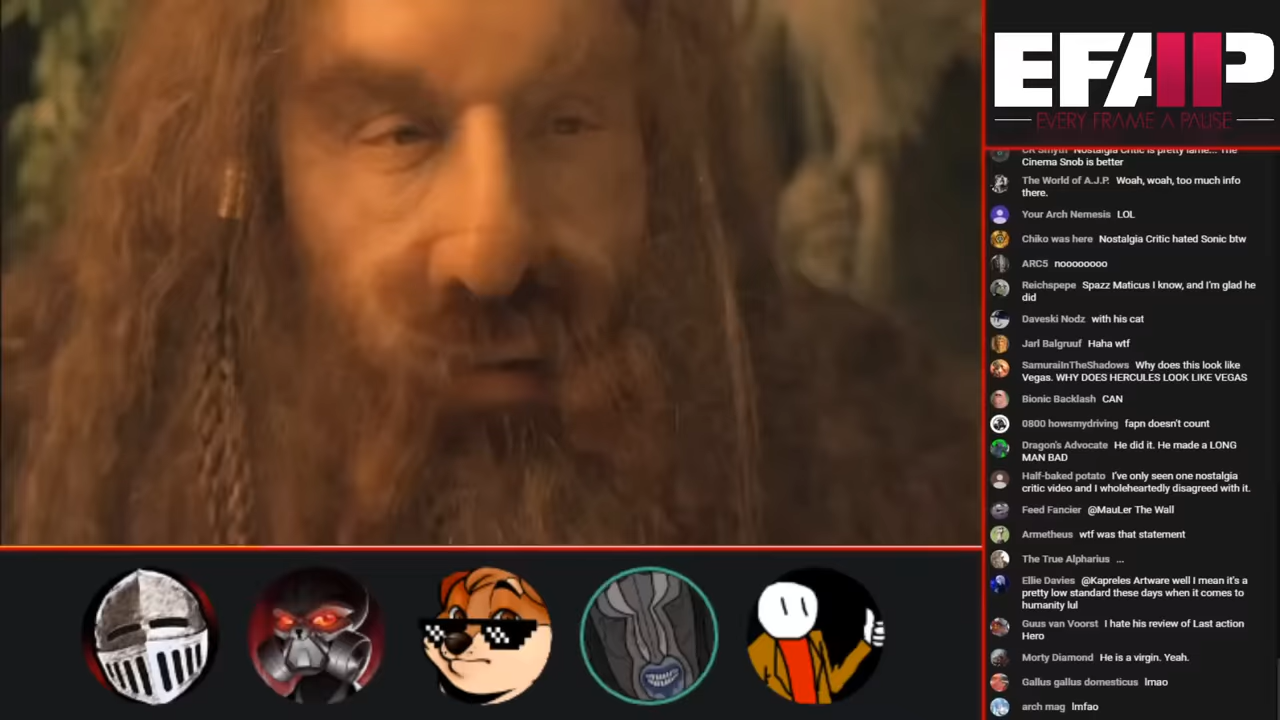 EFAP
EVERY FRAME A PAUSE
CR Smyth Nostalgia Critic is pretty lame... The
Cinema Snob is better
The World of A.J.P. Woah, woah, too much info
there.
Your Arch Nemesis LOL
Chiko was here Nostalgia Critic hated Sonic btw
ARC5 nooooooo
Reichspepe Spazz Maticus I know, and I'm glad he
did
Daveski Nodz with his cat
Jarl Balgruuf Haha wtf
SamuraiInTheShadows Why does this look like
Vegas. WHY DOES HERCULES LOOK LIKE VEGAS
Bionic Backlash CAN
0800 howsmydriving fapn doesn't count
Dragon's Advocate He did it. He made a LONG
MAN BAD
Half-baked potato I've only seen one nostalgia
critic video and I wholeheartedly disagreed with it.
Feed Fancier @MauLer The Wall
Armetheus wtf was that statement
The True Alpharius ...
Ellie Davies @Kapreles Artware well I mean it's a
pretty low standard these days when it comes to
humanity lul
Guus van Voorst I hate his review of Last action
Hero
Morty Diamond He is a virgin. Yeah.
Gallus gallus domesticus lmao
arch mag lmfao